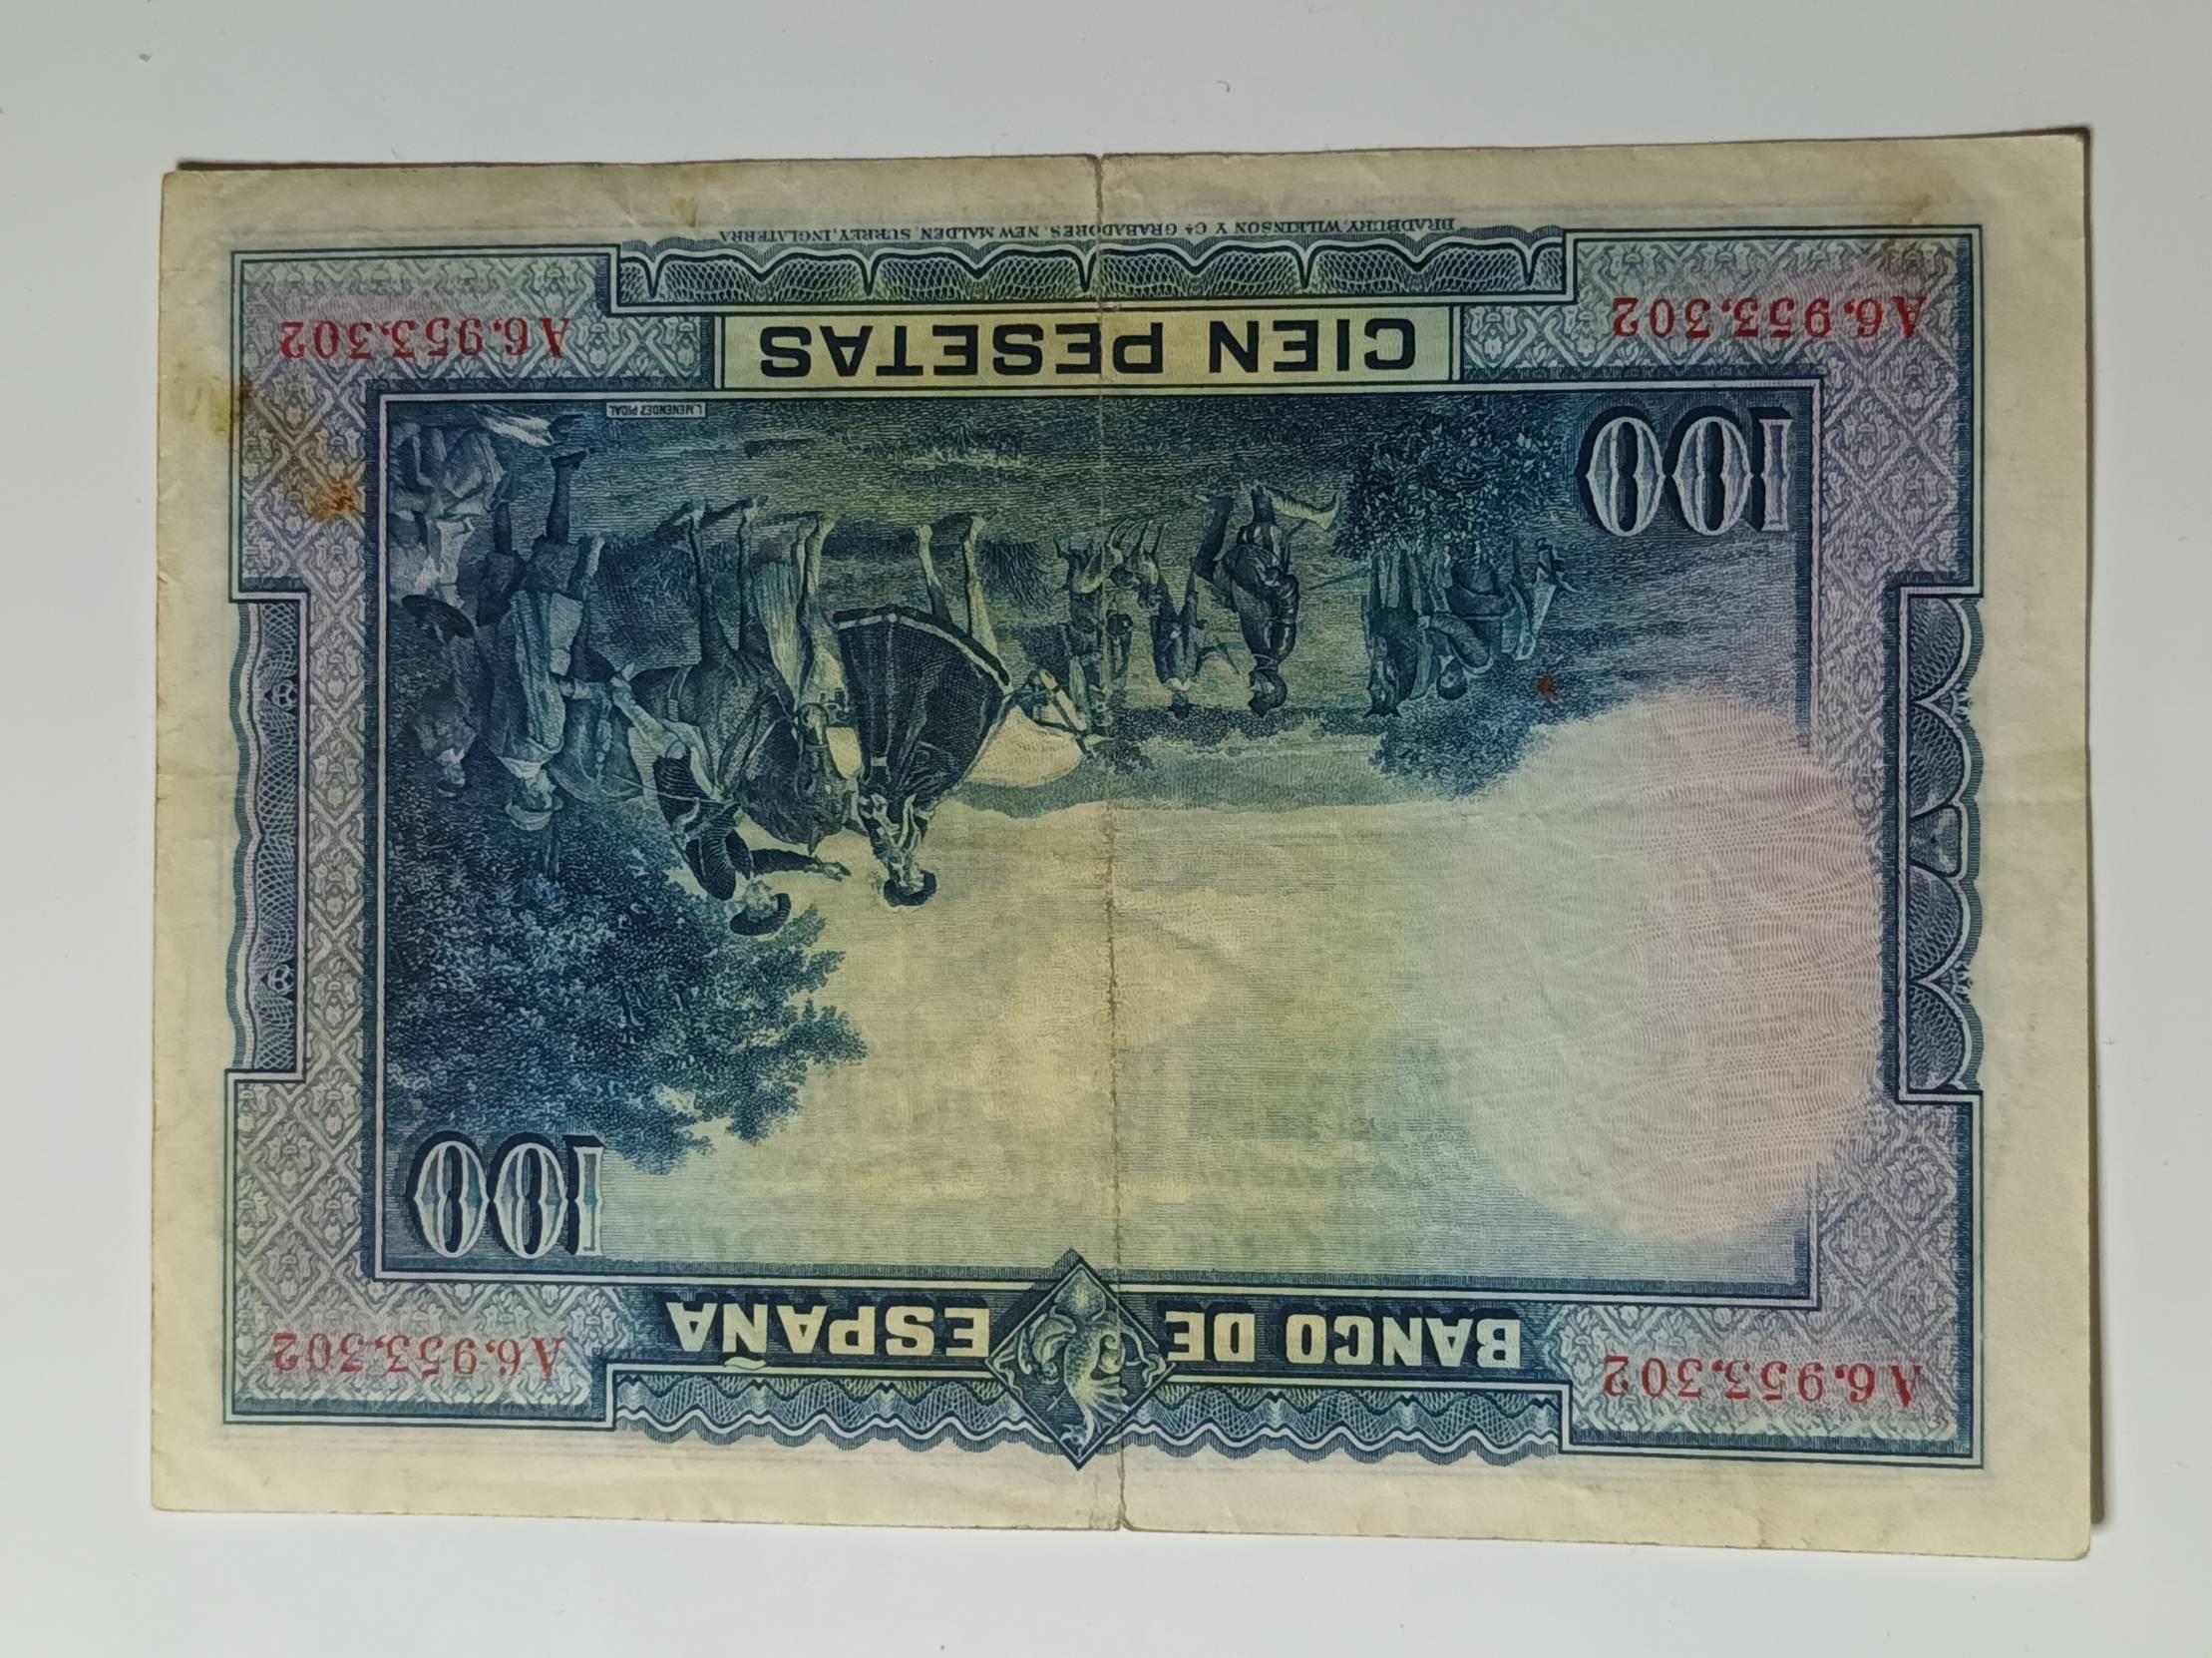 BANCO DE ESPAÑA
A6,953,302
A6,953,302
100
100
L.MENENDEZ PIDAL
A6,953,302
CIEN PESETAS
A6,953,302
BRADBURY, WILKINSON Y Cª GRABADORES. NEW MALDEN. SURREY, INGLATERRA